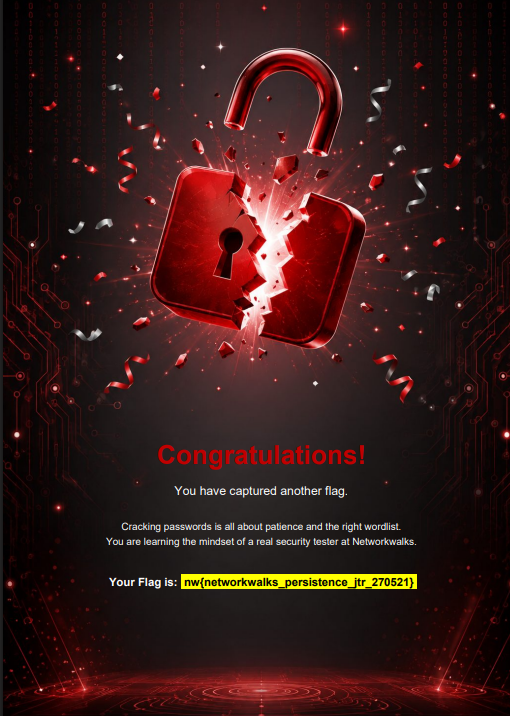 Congratulations!
You have captured another flag.
Cracking passwords is all about patience and the right wordlist.
You are learning the mindset of a real security tester at Networkwalks.
Your Flag is: nw{networkwalks_persistence_jtr_270521}